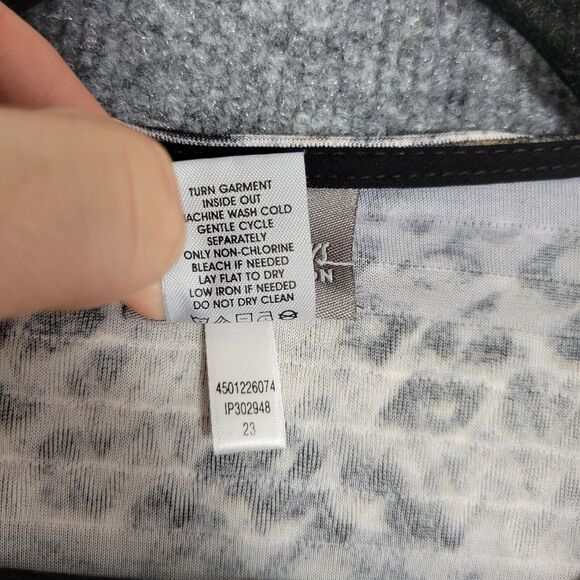 TURN GARMENT
INSIDE OUT
ACHINE WASH COLD
GENTLE CYCLE
SEPARATELY
ONLY NON-CHLORINE
BLEACH IF NEEDED
LAY FLAT TO DRY
LOW IRON IF NEEDED
DO NOT DRY CLEAN
4501226074
IP302948
23